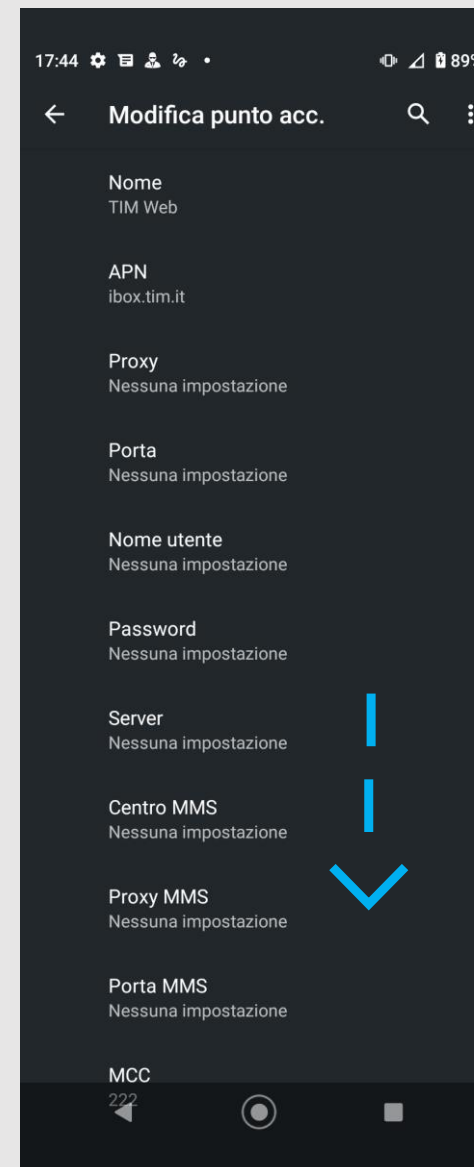 17:44
89%
Modifica punto acc.
Nome
TIM Web
APN
ibox.tim.it
Proxy
Nessuna impostazione
Porta
Nessuna impostazione
Nome utente
Nessuna impostazione
Password
Nessuna impostazione
Server
Nessuna impostazione
Centro MMS
Nessuna impostazione
Proxy MMS
Nessuna impostazione
Porta MMS
Nessuna impostazione
MCC
222